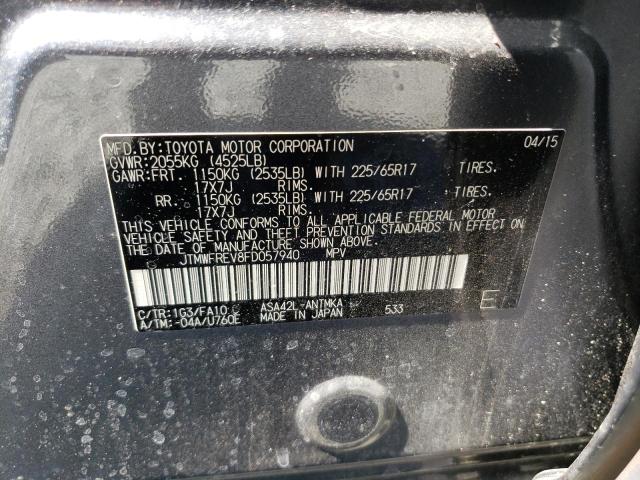 MFD.BY:TOYOTA MOTOR CORPORATION 04/15
GVWR:2055KG (4525LB)
GAWR:FRT. 1150KG (2535LB) WITH 225/65R17 TIRES.
17X7J RIMS.
RR. 1150KG (2535LB) WITH 225/65R17 TIRES.
17X7J RIMS.
THIS VEHICLE CONFORMS TO ALL APPLICABLE FEDERAL MOTOR
VEHICLE SAFETY AND THEFT PREVENTION STANDARDS IN EFFECT ON
THE DATE OF MANUFACTURE SHOWN ABOVE.
JTMWFREV8FD057940 MPV
C/TR:1G3/FA10 ASA42L-ANTMKA E
A/TM:-04A/U760E MADE IN JAPAN 533